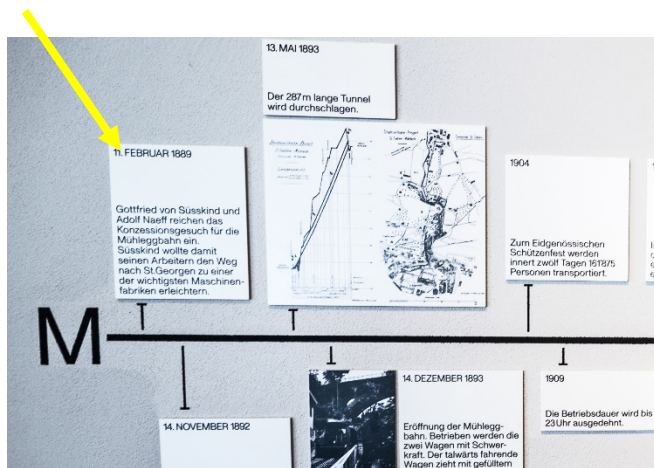 13. MAI 1893
Der 287 m lange Tunnel
wird durchschlagen.
11. FEBRUAR 1889
Gottfried von Süsskind und
Adolf Naeff reichen das
Konzessionsgesuch für die
Mühleggbahn ein.
Süsskind wollte damit
seinen Arbeitern den Weg
nach St.Georgen zu einer
der wichtigsten Maschinen-
fabriken erleichtern.
1904
Zum Eidgenössischen
Schützenfest werden
innert zwölf Tagen 161'875
Personen transportiert.
M
14. NOVEMBER 1892
14. DEZEMBER 1893
Eröffnung der Mühlegg-
bahn. Betrieben werden die
zwei Wagen mit Schwer-
kraft. Der talwärts fahrende
Wagen zieht mit gefülltem
1909
Die Betriebsdauer wird bis
23 Uhr ausgedehnt.